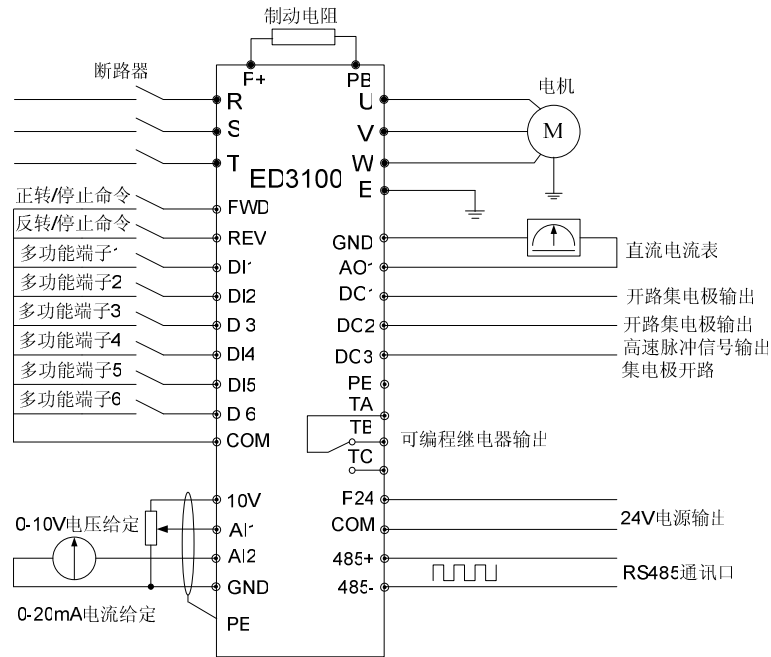 制动电阻
F+
PB
断路器
R
S
T
U
V
W
E
电机
M
ED3100
正转/停止命令
FWD
反转/停止命令
REV
多功能端子1
DI1
多功能端子2
DI2
多功能端子3
D 3
多功能端子4
DI4
多功能端子5
DI5
多功能端子6
D 6
COM
GND
AO1
直流电流表
DC1
开路集电极输出
DC2
开路集电极输出
DC3
高速脉冲信号输出
集电极开路
PE
TA
TB
TC
可编程继电器输出
10V
0-10V电压给定
AI1
AI2
GND
0-20mA电流给定
PE
F24
COM
24V电源输出
485+
485-
RS485通讯口